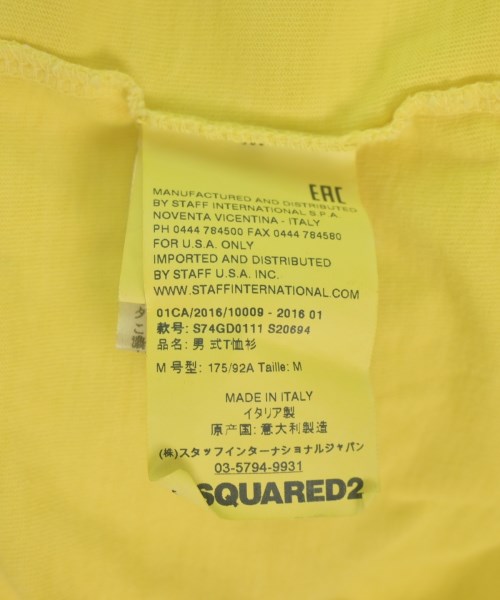 EAC
MANUFACTURED AND DISTRIBUTED
BY STAFF INTERNATIONAL S.P.A.
NOVENTA VICENTINA - ITALY
PH 0444 784500 FAX 0444 784580
FOR U.S.A. ONLY
IMPORTED AND DISTRIBUTED
BY STAFF U.S.A. INC.
WWW.STAFFINTERNATIONAL.COM
01CA/2016/10009 - 2016 01
款号: S74GD0111 S20694
品名: 男 式T恤衫
M 号型: 175/92A Taille: M
MADE IN ITALY
イタリア製
原产国: 意大利製造
(株)スタッフインターナショナルジャパン
03-5794-9931
SQUARED2
タ
こ
濃